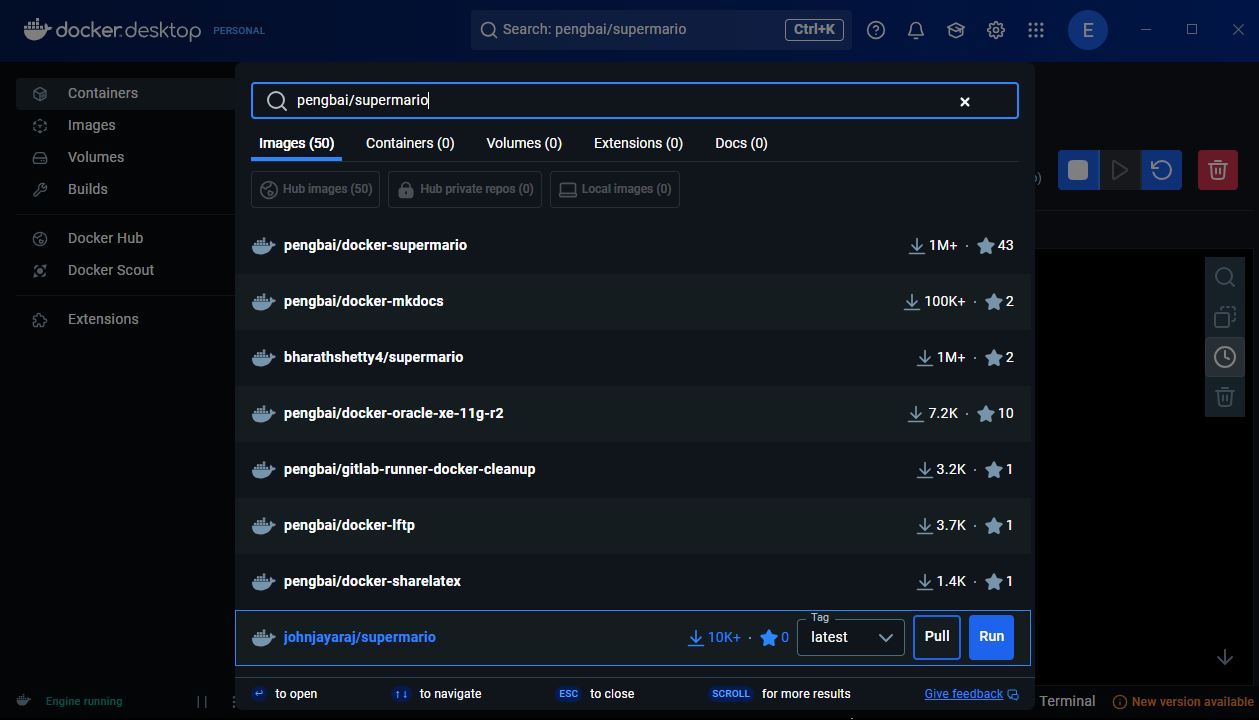 docker.desktop PERSONAL
Search: pengbai/supermario Ctrl+K
E
Containers
Images
Volumes
Builds
Docker Hub
Docker Scout
Extensions
pengbai/supermario
Images (50) Containers (0) Volumes (0) Extensions (0) Docs (0)
Hub images (50) Hub private repos (0) Local images (0)
pengbai/docker-supermario 1M+ · 43
pengbai/docker-mkdocs 100K+ · 2
bharathshetty4/supermario 1M+ · 2
pengbai/docker-oracle-xe-11g-r2 7.2K · 10
pengbai/gitlab-runner-docker-cleanup 3.2K · 1
pengbai/docker-lftp 3.7K · 1
pengbai/docker-sharelatex 1.4K · 1
johnjayaraj/supermario 10K+ · 0 Tag latest Pull Run
to open to navigate ESC to close SCROLL for more results Give feedback
Engine running Terminal New version available